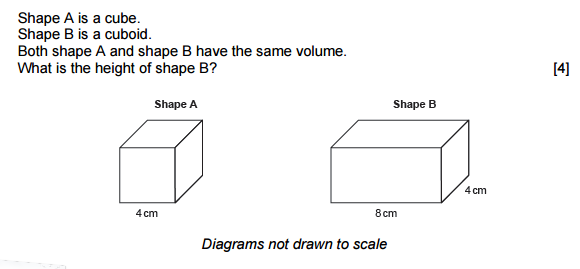 Shape A is a cube.
Shape B is a cuboid.
Both shape A and shape B have the same volume.
What is the height of shape B? [4]
Shape A
Shape B
4 cm
4 cm
8 cm
Diagrams not drawn to scale